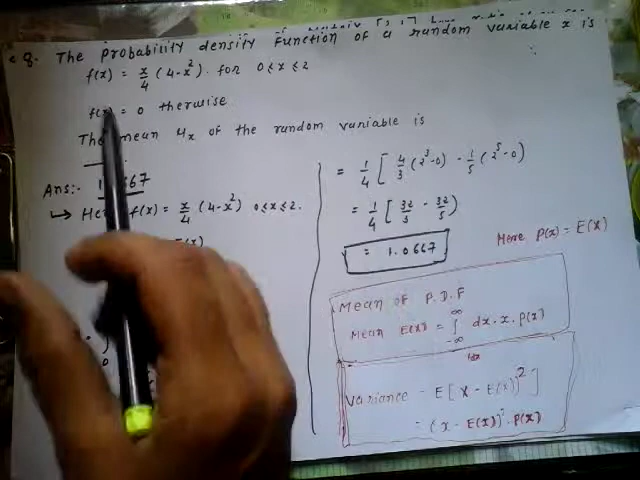 Q. The Probability density Function of a random variable x is
f(x) = x/4 (4-x²). for 0≤x≤2
f(x) = 0 therwise
The mean μx of the random variable is
Ans:- 1.0667
→ Here f(x) = x/4 (4-x²) 0≤x≤2.
E(x)
= 1/4 [ 4/3 (2³-0) - 1/5 (2⁵-0)
= 1/4 [ 32/3 - 32/5 )
= 1.0667
Here P(x) = E(x)
Mean of P.D.F
Mean E(x) = ∫ -∞ ∞ dx. x. P(x)
Variance - E[ x - E(x))²]
= (x - E(x))². P(x)